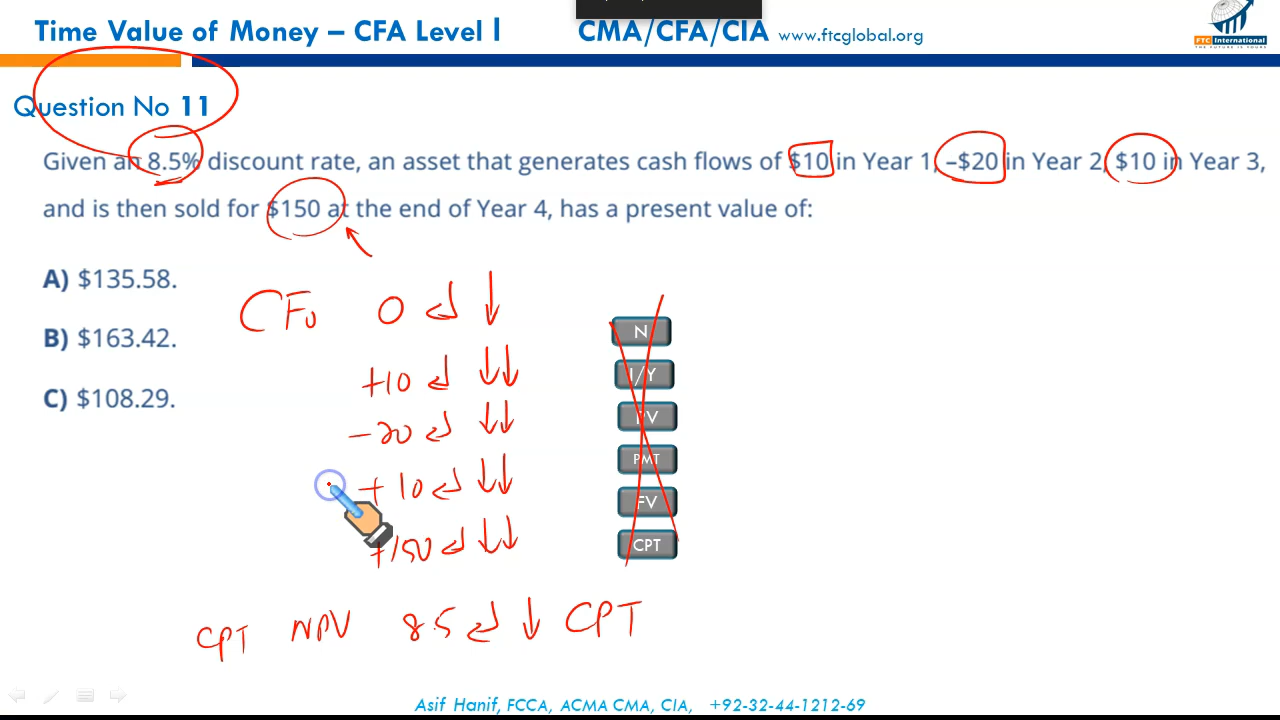 Time Value of Money – CFA Level I CMA/CFA/CIA www.ftcglobal.org
FTC International
Question No 11
Given an 8.5% discount rate, an asset that generates cash flows of $10 in Year 1, –$20 in Year 2, $10 in Year 3,
and is then sold for $150 at the end of Year 4, has a present value of:
A) $135.58.
B) $163.42.
C) $108.29.
CF0 0 ↵ ↓
+10 ↵ ↓↓
-20 ↵ ↓↓
+10 ↵ ↓↓
+150 ↵ ↓↓
N
I/Y
PV
PMT
FV
CPT
CPT NPV 8.5 ↵ ↓ CPT
Asif Hanif, FCCA, ACMA CMA, CIA, +92-32-44-1212-69